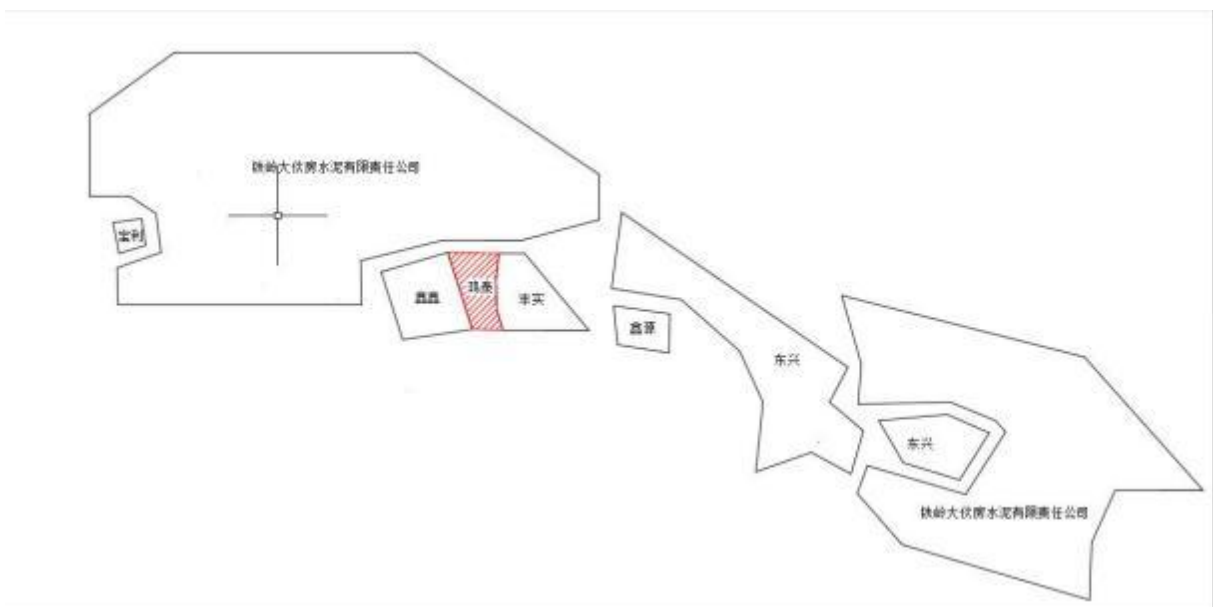 铁岭大伙房水泥有限责任公司
宝利
鑫鑫
鸿泰
丰实
鑫源
东兴
东兴
铁岭大伙房水泥有限责任公司